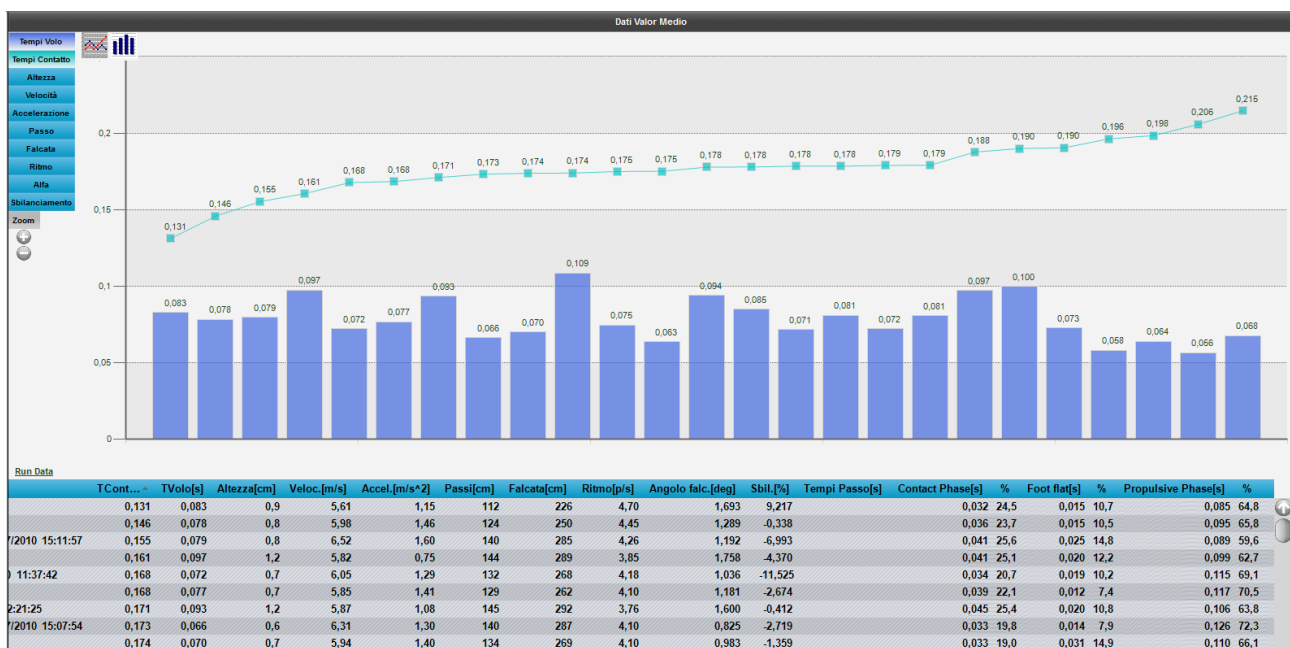 Dati Valor Medio
Tempi Volo
Tempi Contatto
Altezza
Velocità
Accelerazione
Passo
Falcata
Ritmo
Alfa
Sbilanciamento
Zoom
0,2
0,15
0,1
0,05
0
0,131
0,146
0,155
0,161
0,168
0,168
0,171
0,173
0,174
0,174
0,175
0,175
0,178
0,178
0,178
0,178
0,179
0,179
0,188
0,190
0,190
0,196
0,198
0,206
0,215
0,083
0,078
0,079
0,097
0,072
0,077
0,093
0,066
0,070
0,109
0,075
0,063
0,094
0,085
0,071
0,081
0,072
0,081
0,097
0,100
0,073
0,058
0,064
0,056
0,068
Run Data
TCont... TVolo[s] Altezza[cm] Veloc.[m/s] Accel.[m/s^2] Passi[cm] Falcata[cm] Ritmo[p/s] Angolo falc.[deg] Sbil.[%] Tempi Passo[s] Contact Phase[s] % Foot flat[s] % Propulsive Phase[s] %
0,131 0,083 0,9 5,61 1,15 112 226 4,70 1,693 9,217 0,032 24,5 0,015 10,7 0,085 64,8
0,146 0,078 0,8 5,98 1,46 124 250 4,45 1,289 -0,338 0,036 23,7 0,015 10,5 0,095 65,8
7/2010 15:11:57 0,155 0,079 0,8 6,52 1,60 140 285 4,26 1,192 -6,993 0,041 25,6 0,025 14,8 0,089 59,6
0,161 0,097 1,2 5,82 0,75 144 289 3,85 1,758 -4,370 0,041 25,1 0,020 12,2 0,099 62,7
0 11:37:42 0,168 0,072 0,7 6,05 1,29 132 268 4,18 1,036 -11,525 0,034 20,7 0,019 10,2 0,115 69,1
0,168 0,077 0,7 5,85 1,41 129 262 4,10 1,181 -2,674 0,039 22,1 0,012 7,4 0,117 70,5
2:21:25 0,171 0,093 1,2 5,87 1,08 145 292 3,76 1,600 -0,412 0,045 25,4 0,020 10,8 0,106 63,8
7/2010 15:07:54 0,173 0,066 0,6 6,31 1,30 140 287 4,10 0,825 -2,719 0,033 19,8 0,014 7,9 0,126 72,3
0,174 0,070 0,7 5,94 1,40 134 269 4,10 0,983 -1,359 0,033 19,0 0,031 14,9 0,110 66,1